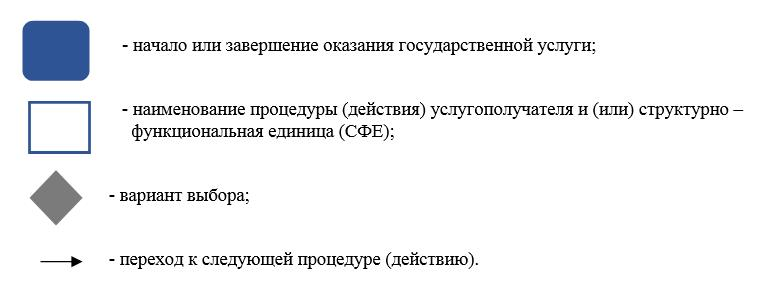 - начало или завершение оказания государственной услуги;
- наименование процедуры (действия) услугополучателя и (или) структурно –
функциональная единица (СФЕ);
- вариант выбора;
- переход к следующей процедуре (действию).